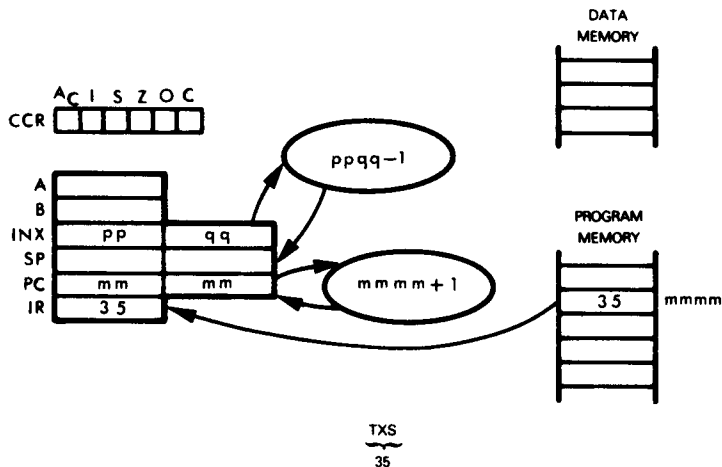 DATA
MEMORY
AC I S Z O C
CCR
ppqq-1
A
B
INX pp qq
SP
PC mm mm
IR 35
mmmm+1
PROGRAM
MEMORY
35 mmmm
TXS
35